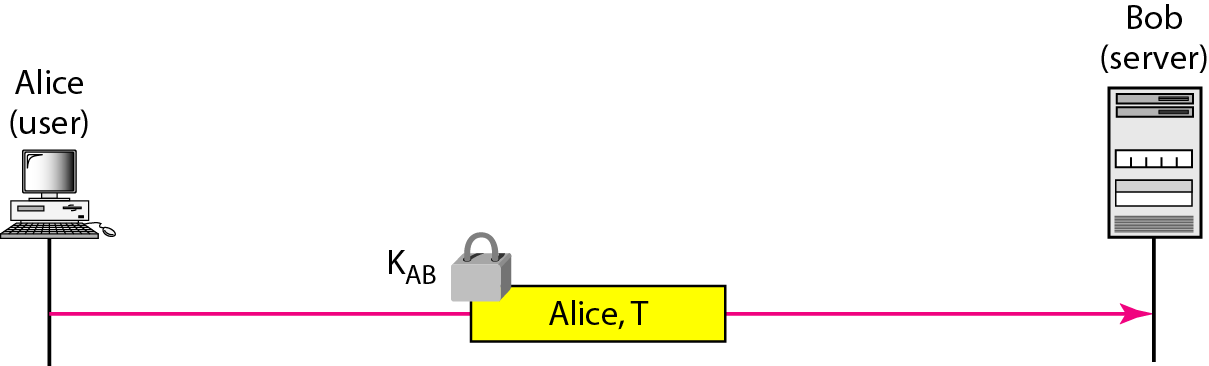 Alice
(user)
Bob
(server)
KAB
Alice, T